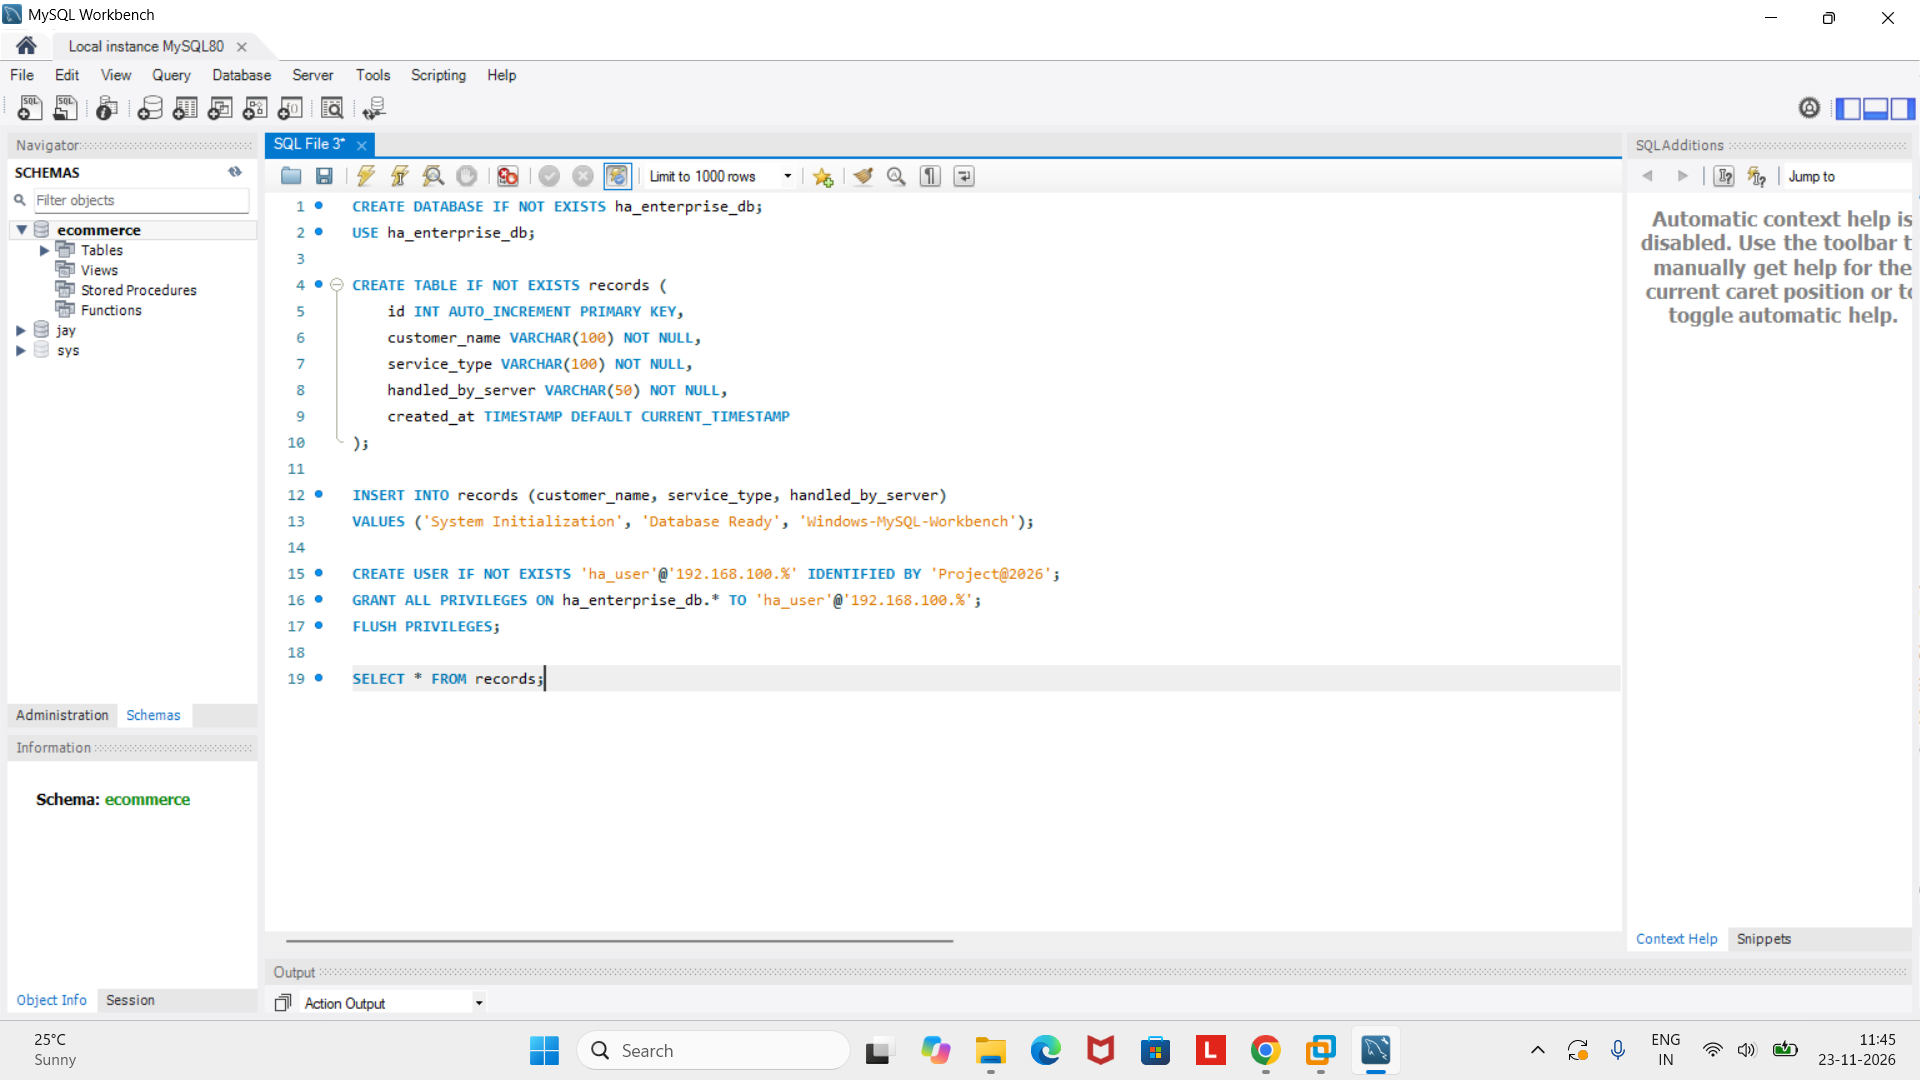 MySQL Workbench
Local instance MySQL80
File Edit View Query Database Server Tools Scripting Help
Navigator
SCHEMAS
Filter objects
ecommerce
Tables
Views
Stored Procedures
Functions
jay
sys
Administration Schemas
Information
Schema: ecommerce
Object Info Session
SQL File 3*
Limit to 1000 rows
1 CREATE DATABASE IF NOT EXISTS ha_enterprise_db;
2 USE ha_enterprise_db;
3
4 CREATE TABLE IF NOT EXISTS records (
5 id INT AUTO_INCREMENT PRIMARY KEY,
6 customer_name VARCHAR(100) NOT NULL,
7 service_type VARCHAR(100) NOT NULL,
8 handled_by_server VARCHAR(50) NOT NULL,
9 created_at TIMESTAMP DEFAULT CURRENT_TIMESTAMP
10 );
11
12 INSERT INTO records (customer_name, service_type, handled_by_server)
13 VALUES ('System Initialization', 'Database Ready', 'Windows-MySQL-Workbench');
14
15 CREATE USER IF NOT EXISTS 'ha_user'@'192.168.100.%' IDENTIFIED BY 'Project@2026';
16 GRANT ALL PRIVILEGES ON ha_enterprise_db.* TO 'ha_user'@'192.168.100.%';
17 FLUSH PRIVILEGES;
18
19 SELECT * FROM records;
Output
Action Output
SQLAdditions
Jump to
Automatic context help is
disabled. Use the toolbar t
manually get help for the
current caret position or to
toggle automatic help.
Context Help Snippets
25°C
Sunny
Search
ENG
IN
11:45
23-11-2026